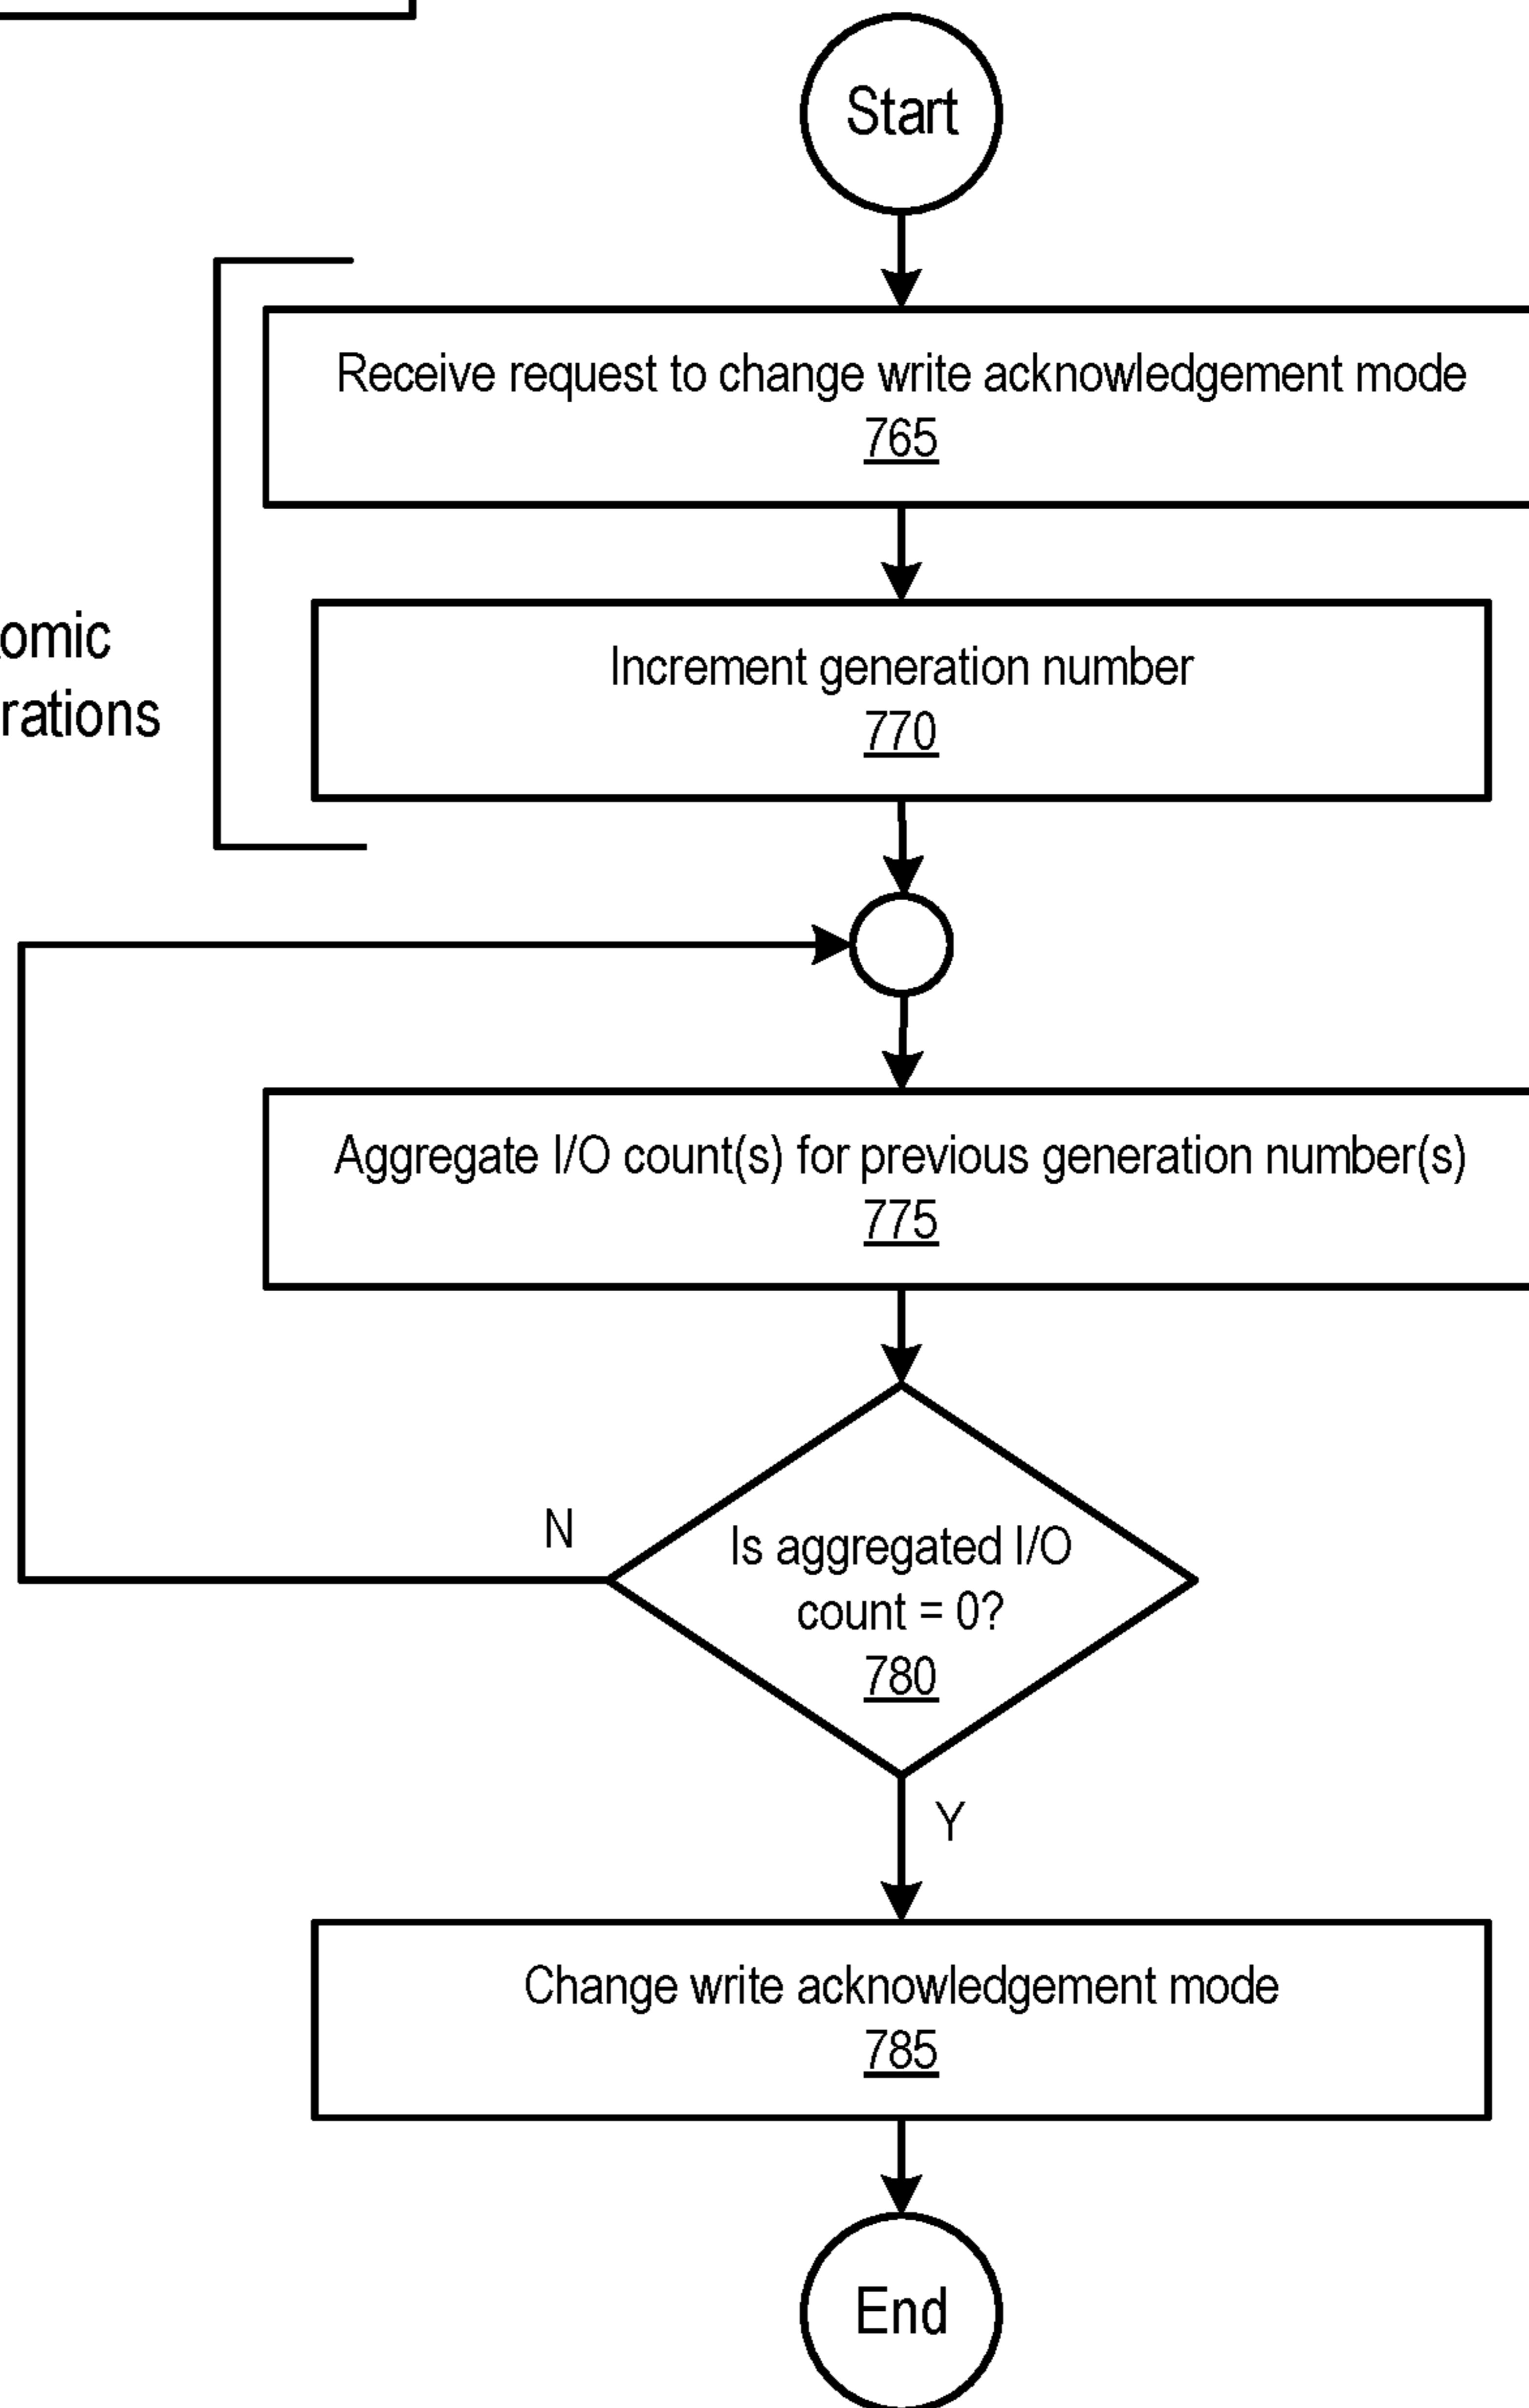 Start
Receive request to change write acknowledgement mode
765
omic
rations
Increment generation number
770
Aggregate I/O count(s) for previous generation number(s)
775
N
Is aggregated I/O
count = 0?
780
Y
Change write acknowledgement mode
785
End